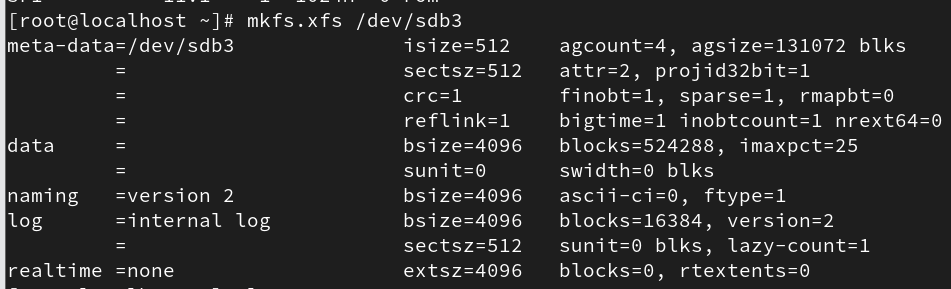 [root@localhost ~]# mkfs.xfs /dev/sdb3
meta-data=/dev/sdb3              isize=512    agcount=4, agsize=131072 blks
         =                       sectsz=512   attr=2, projid32bit=1
         =                       crc=1        finobt=1, sparse=1, rmapbt=0
         =                       reflink=1    bigtime=1 inobtcount=1 nrext64=0
data     =                       bsize=4096   blocks=524288, imaxpct=25
         =                       sunit=0      swidth=0 blks
naming   =version 2              bsize=4096   ascii-ci=0, ftype=1
log      =internal log           bsize=4096   blocks=16384, version=2
         =                       sectsz=512   sunit=0 blks, lazy-count=1
realtime =none                   extsz=4096   blocks=0, rtextents=0